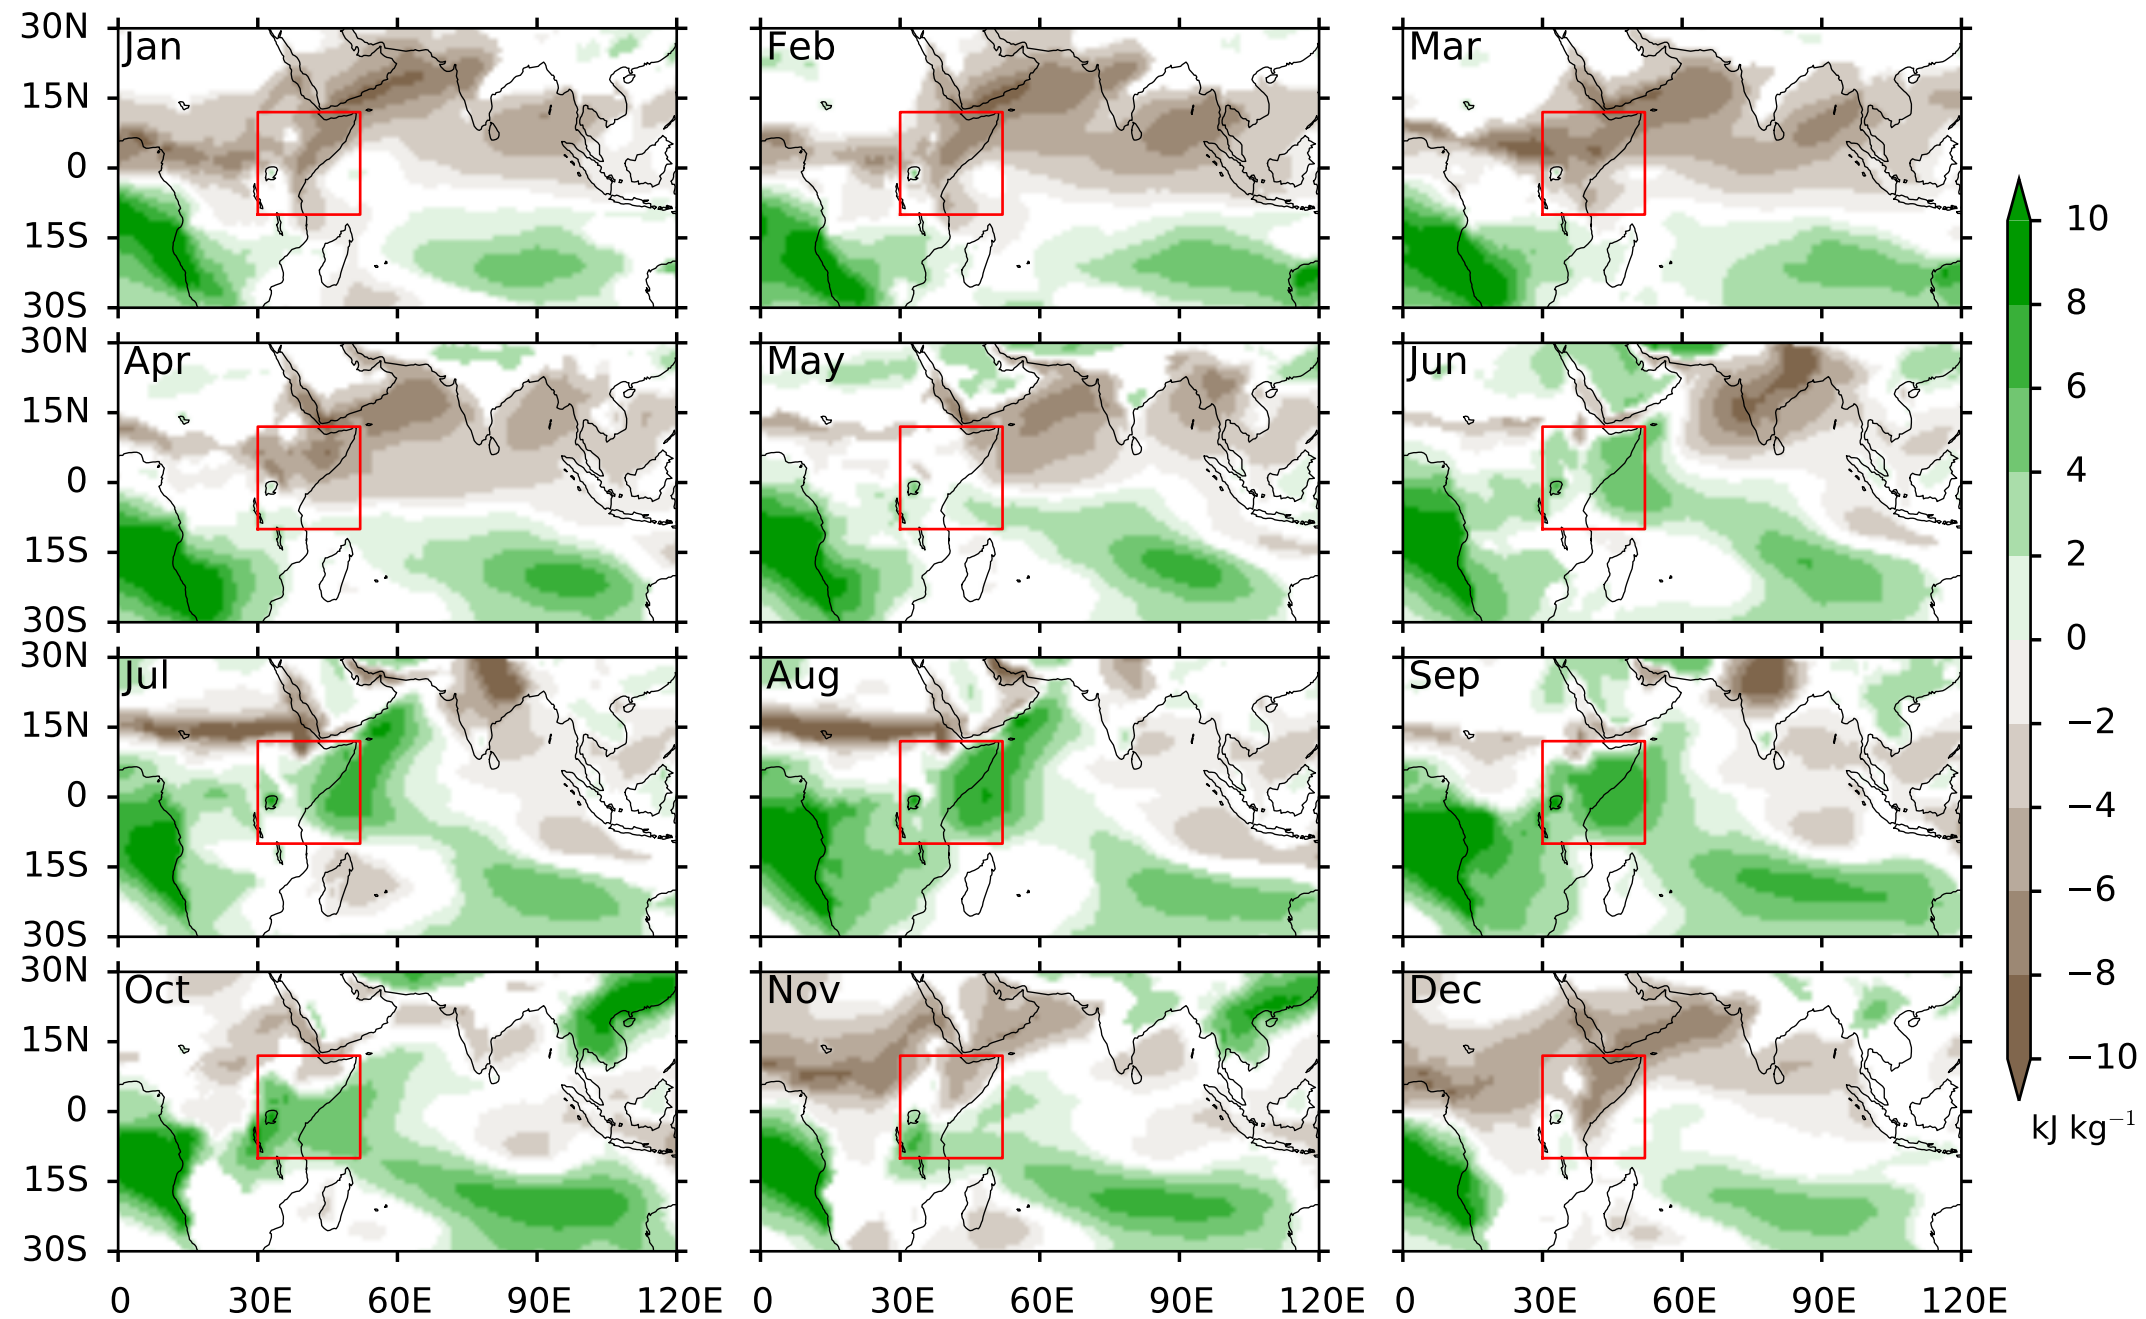 Jan Feb Mar
30N
15N
0
15S
30S
Apr May Jun
30N
15N
0
15S
30S
Jul Aug Sep
30N
15N
0
15S
30S
Oct Nov Dec
30N
15N
0
15S
30S
0 30E 60E 90E 120E 0 30E 60E 90E 120E 0 30E 60E 90E 120E
10
8
6
4
2
0
−2
−4
−6
−8
−10
kJ kg⁻¹